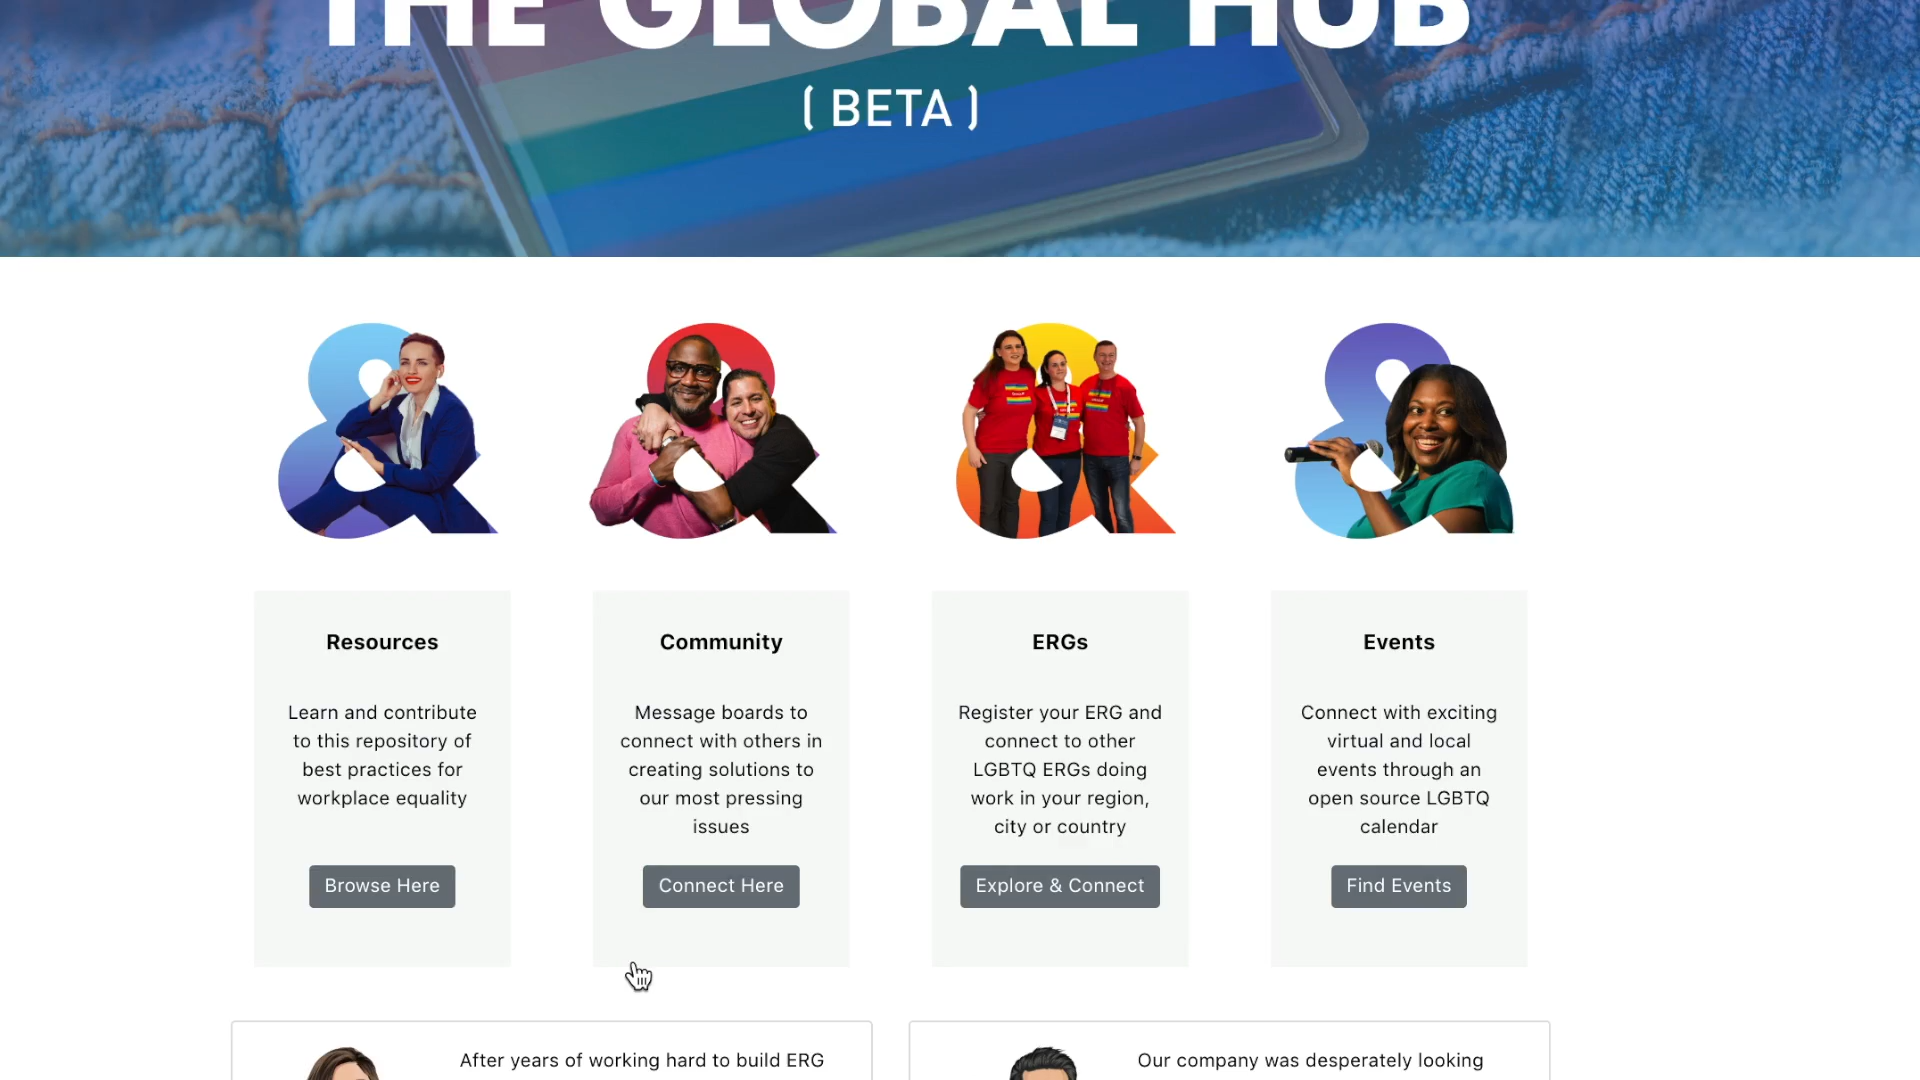 THE GLOBAL HUB
( BETA )
Resources
Learn and contribute
to this repository of
best practices for
workplace equality
Browse Here
Community
Message boards to
connect with others in
creating solutions to
our most pressing
issues
Connect Here
ERGs
Register your ERG and
connect to other
LGBTQ ERGs doing
work in your region,
city or country
Explore & Connect
Events
Connect with exciting
virtual and local
events through an
open source LGBTQ
calendar
Find Events
After years of working hard to build ERG
Our company was desperately looking